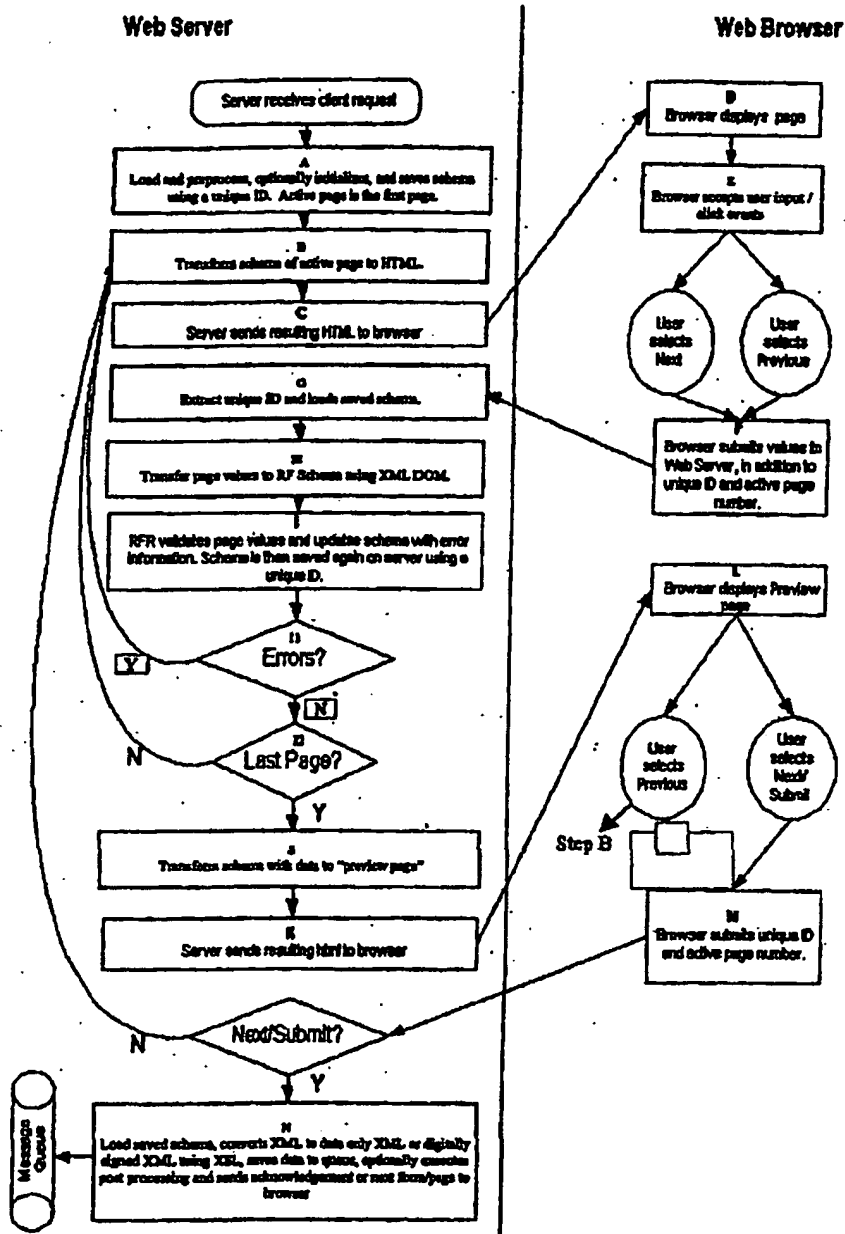 Web Server
Web Browser
Server receives client request
A
Load and preprocess, optionally initializes, and saves schema
using a unique ID. Active page is the first page.
B
Transforms schema of active page to HTML.
C
Server sends resulting HTML to browser
G
Extract unique ID and loads saved schema.
H
Transfer page values to RF Schema using XML DOM.
I
RFR validates page values and updates schema with error
information. Schema is then saved again on server using a
unique ID.
I1
Errors?
Y
N
I2
Last Page?
N
Y
J
Transform schema with data to "preview page"
K
Server sends resulting html to browser
Next/Submit?
N
Y
N
Load saved schema, converts XML to data only XML or digitally
signed XML using XSL, saves data to queue, optionally executes
post processing and sends acknowledgement or next form/page to
browser
Message
Queue
D
Browser displays page
E
Browser accepts user input /
click events
User
selects
Next
User
selects
Previous
F
Browser submits values to
Web Server, in addition to
unique ID and active page
number.
L
Browser displays Preview
page
User
selects
Previous
User
selects
Next/
Submit
Step B
M
Browser submits unique ID
and active page number.